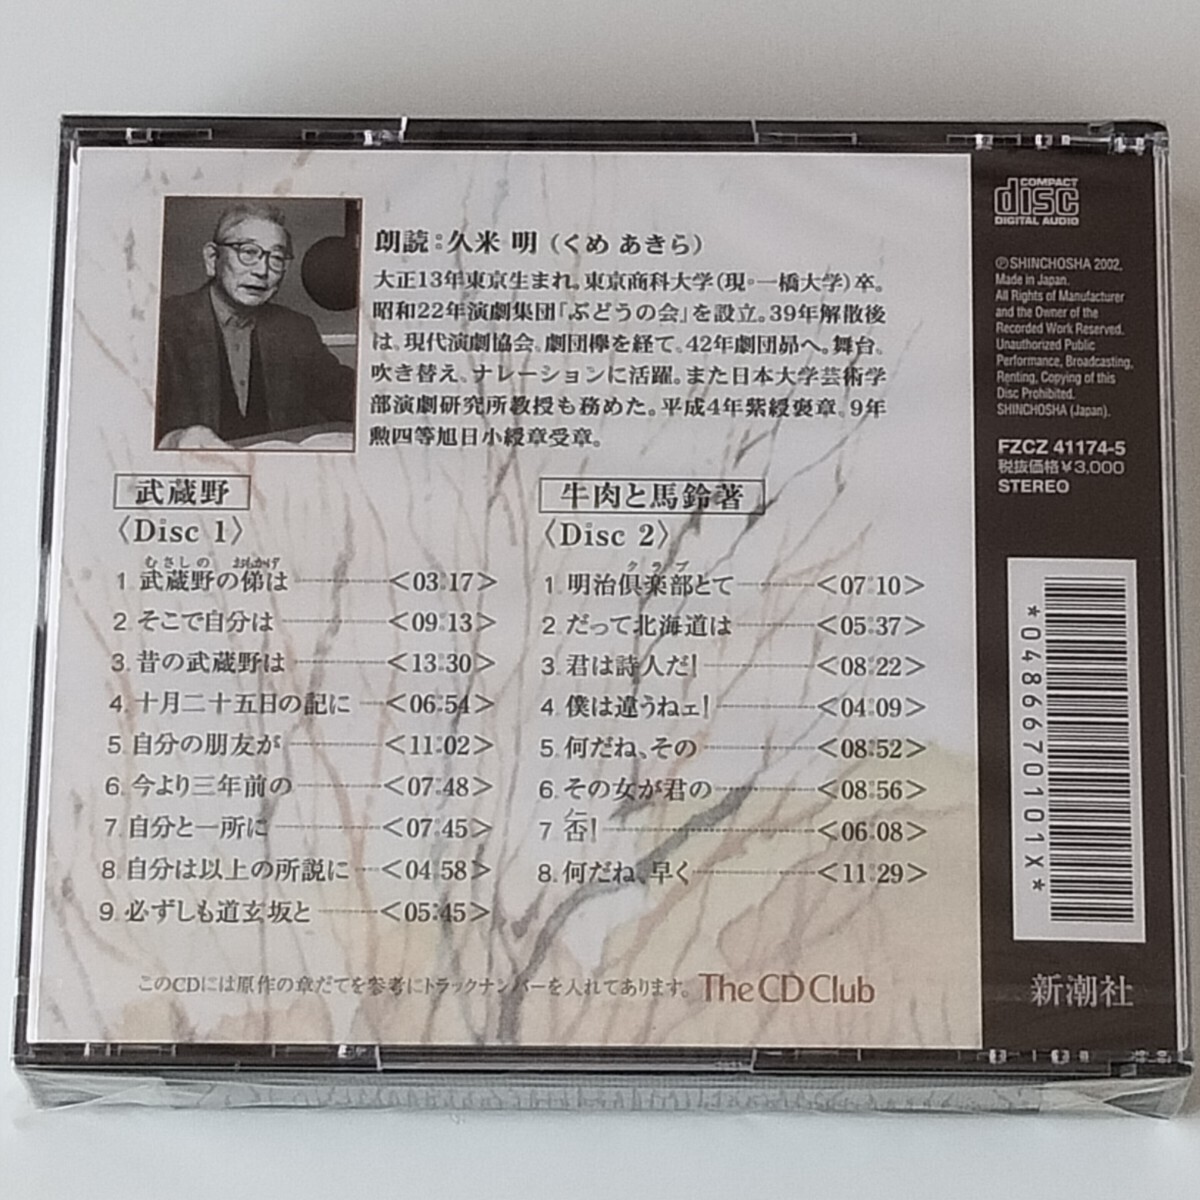 朗読:久米 明(くめ あきら)
大正13年東京生まれ。東京商科大学(現・一橋大学)卒。
昭和22年演劇集団「ぶどうの会」を設立。39年解散後
は、現代演劇協会、劇団欅を経て、42年劇団昴へ。舞台、
吹き替え、ナレーションに活躍。また日本大学芸術学
部演劇研究所教授も務めた。平成4年紫綬褒章、9年
勲四等旭日小綬章受章。
武蔵野
〈Disc 1〉
むさしの おもかげ
1. 武蔵野の俤は <03:17>
2. そこで自分は <09:13>
3. 昔の武蔵野は <13:30>
4. 十月二十五日の記に <06:54>
5. 自分の朋友が <11:02>
6. 今より三年前の <07:48>
7. 自分と一所に <07:45>
8. 自分は以上の所説に <04:58>
9. 必ずしも道玄坂と <05:45>
牛肉と馬鈴薯
〈Disc 2〉
クラブ
1. 明治倶楽部とて <07:10>
2. だって北海道は <05:37>
3. 君は詩人だ! <08:22>
4. 僕は違うねェ! <04:09>
5. 何だね、その <08:52>
6. その女が君の <08:56>
7. 否! <06:08>
8. 何だね、早く <11:29>
このCDには原作の章だてを参考にトラックナンバーを入れてあります。 The CD Club
COMPACT
disc
DIGITAL AUDIO
ⓅSHINCHOSHA 2002.
Made in Japan.
All Rights of Manufacturer
and the Owner of the
Recorded Work Reserved.
Unauthorized Public
Performance, Broadcasting,
Renting, Copying of this
Disc Prohibited.
SHINCHOSHA (Japan).
FZCZ 41174-5
税抜価格¥3,000
STEREO
*048667010​1X*
新潮社